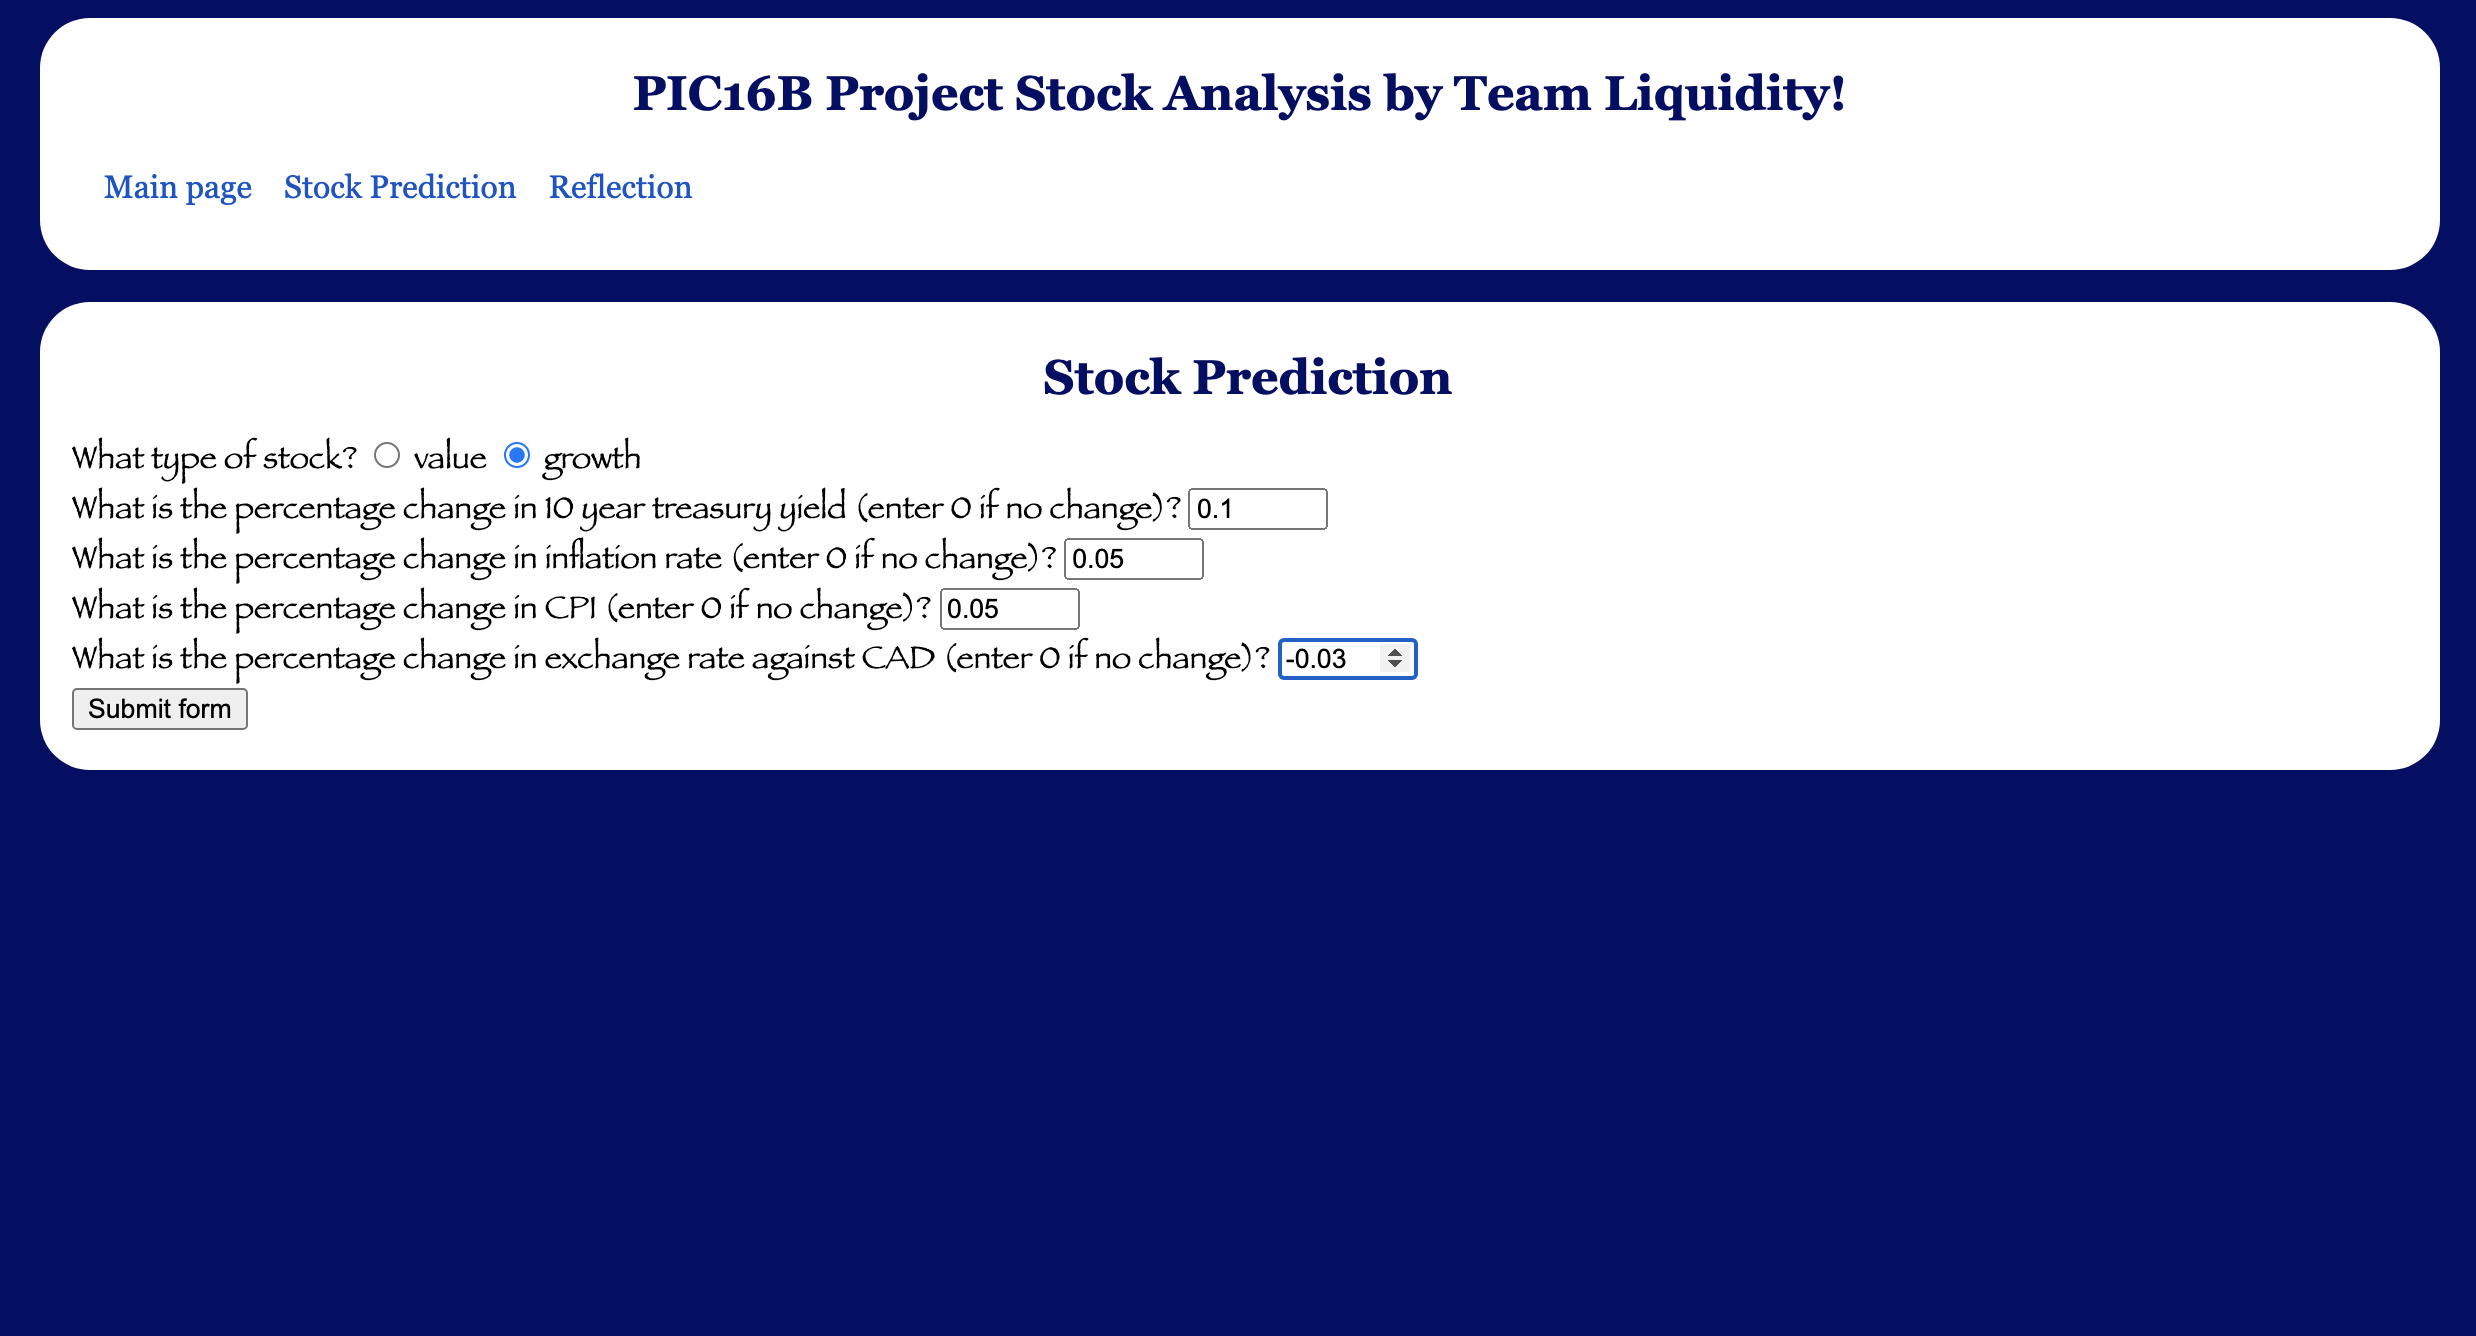 PIC16B Project Stock Analysis by Team Liquidity!
Main page Stock Prediction Reflection
Stock Prediction
What type of stock? value growth
What is the percentage change in 10 year treasury yield (enter 0 if no change)? 0.1
What is the percentage change in inflation rate (enter 0 if no change)? 0.05
What is the percentage change in CPI (enter 0 if no change)? 0.05
What is the percentage change in exchange rate against CAD (enter 0 if no change)? -0.03
Submit form